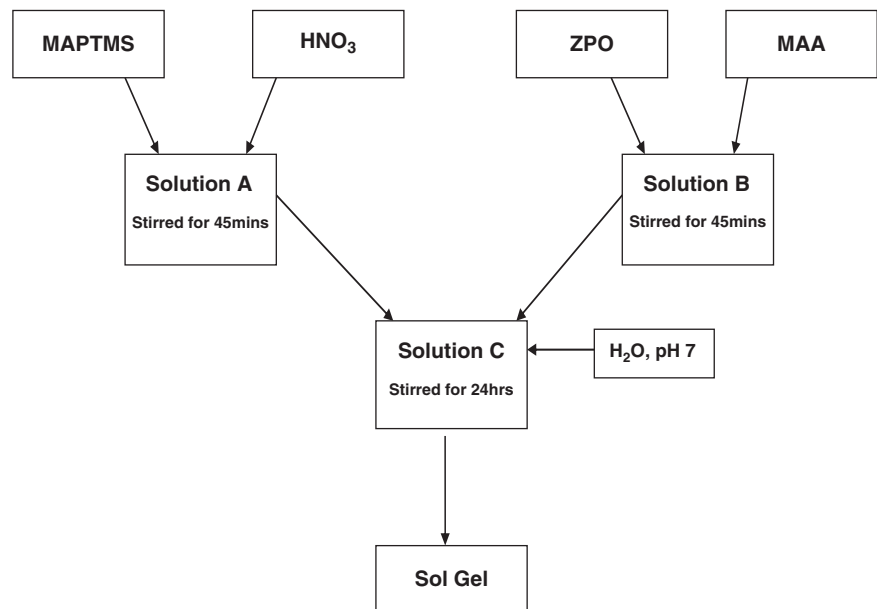 MAPTMS
HNO₃
ZPO
MAA
Solution A
Stirred for 45mins
Solution B
Stirred for 45mins
Solution C
Stirred for 24hrs
H₂O, pH 7
Sol Gel